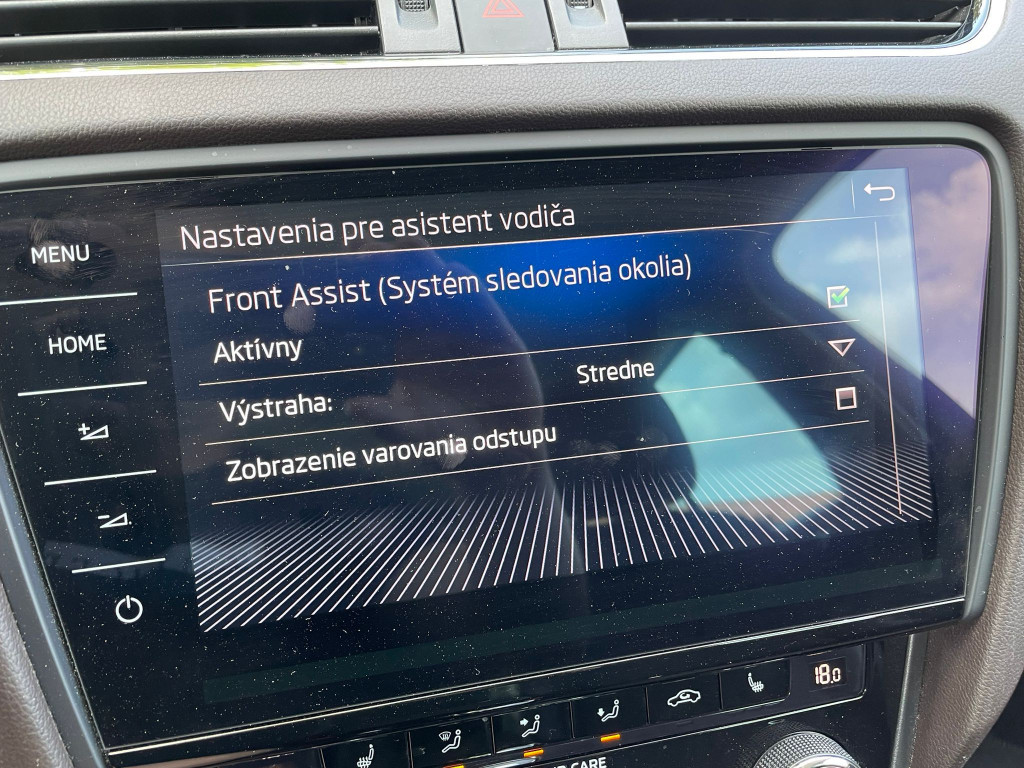 Nastavenia pre asistent vodiča
MENU
Front Assist (Systém sledovania okolia)
HOME
Aktívny
Výstraha: Stredne
Zobrazenie varovania odstupu
18.0
CARE